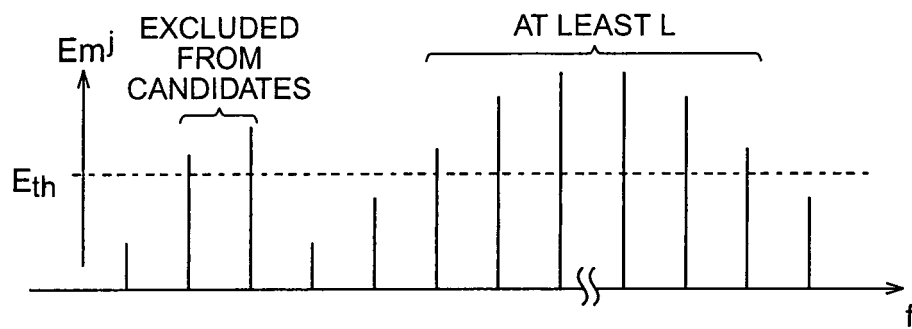 Em^j
EXCLUDED
FROM
CANDIDATES
AT LEAST L
E_th
f